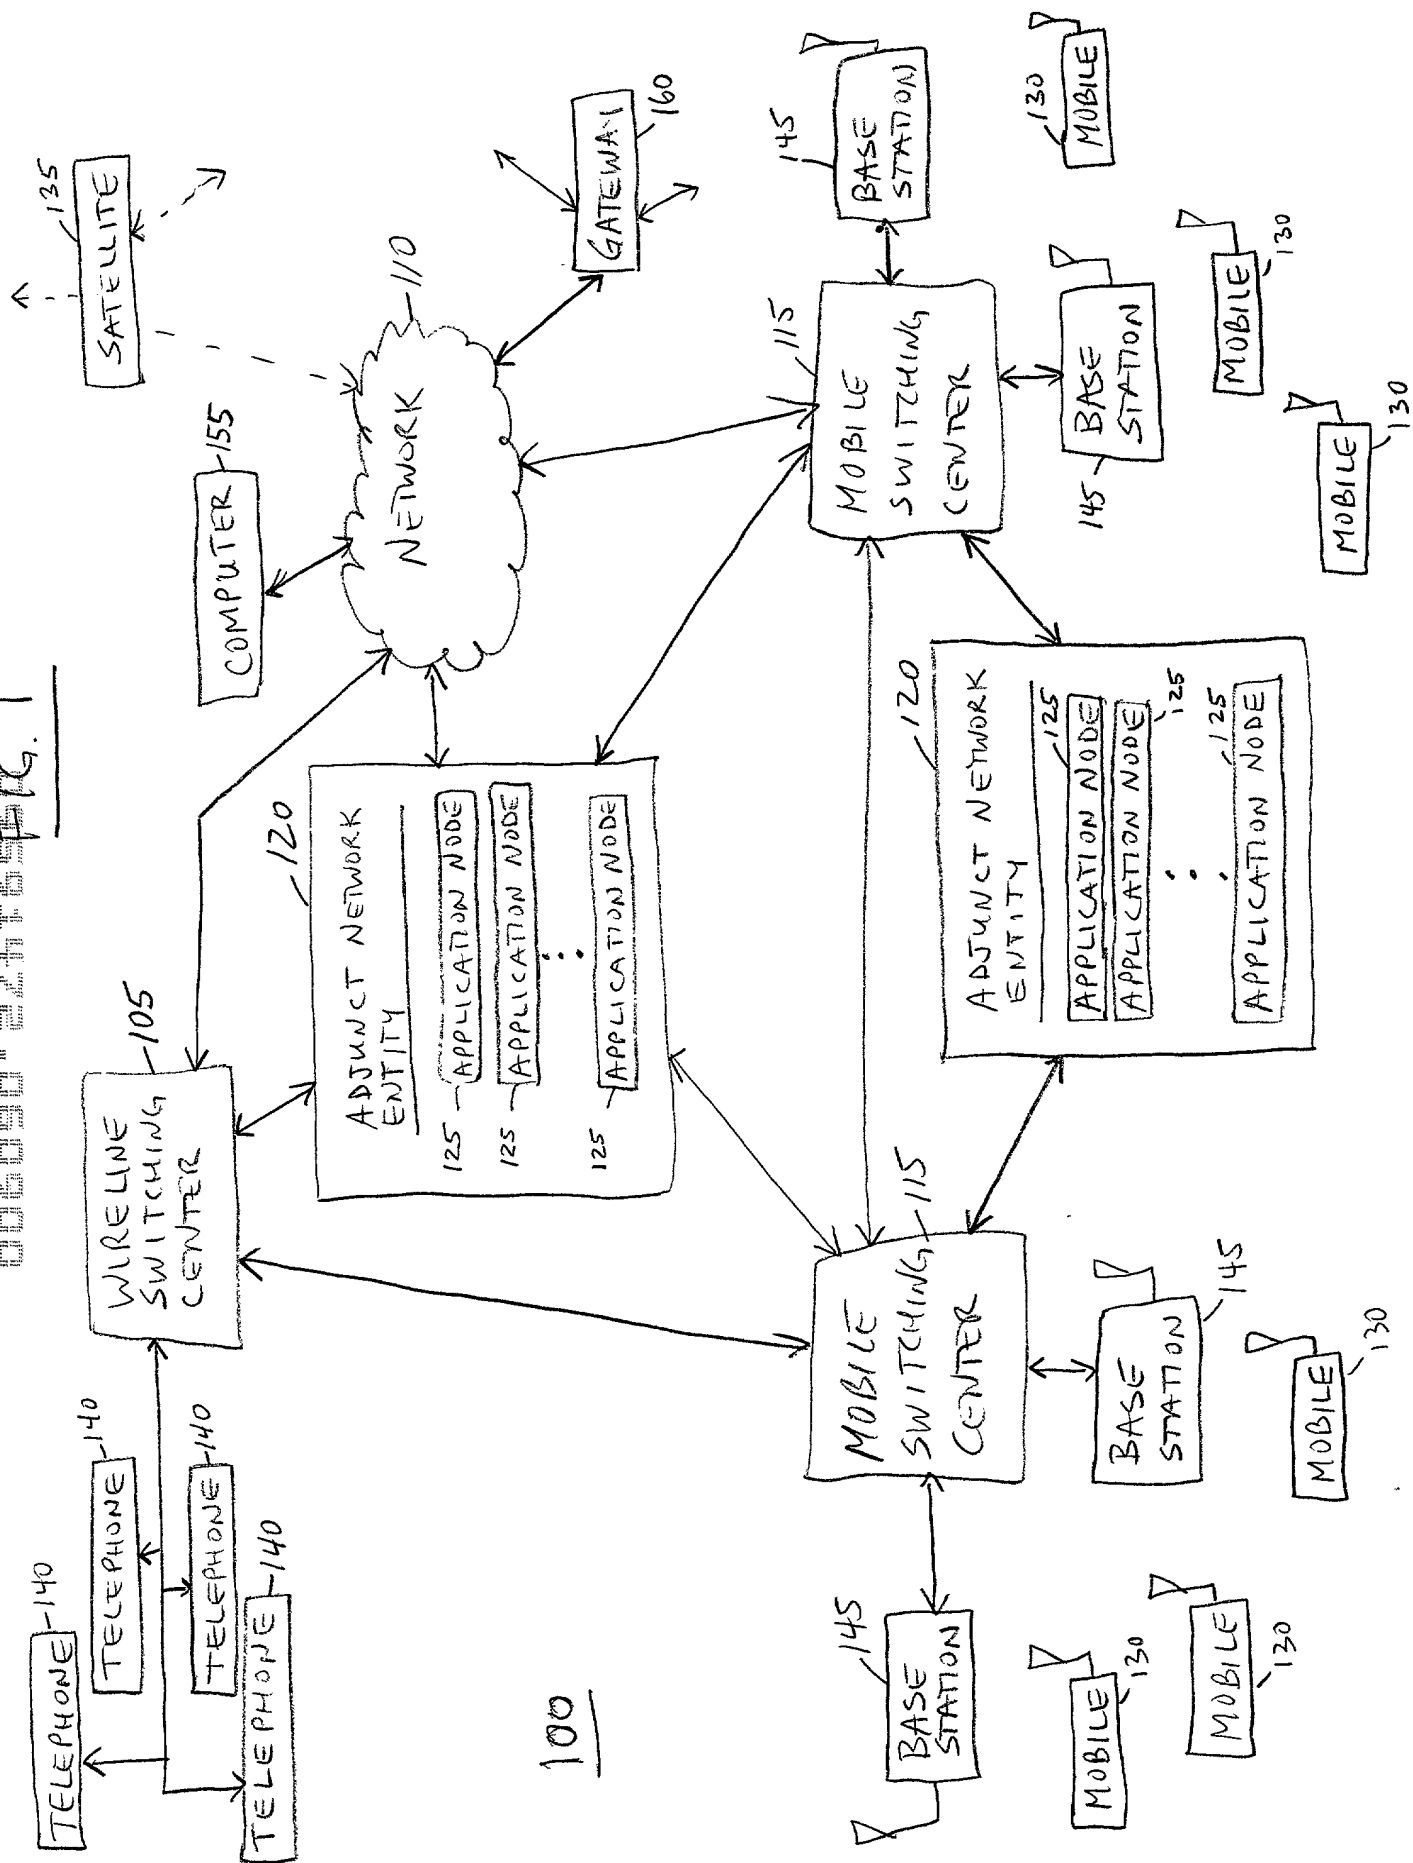 FIG. 1
TELEPHONE
140
TELEPHONE
140
TELEPHONE
140
TELEPHONE
140
WIRELINE
SWITCHING
CENTER
105
COMPUTER
155
SATELLITE
135
NETWORK
110
GATEWAY
160
120
ADJUNCT NETWORK
ENTITY
125
APPLICATION NODE
125
APPLICATION NODE
125
APPLICATION NODE
100
MOBILE
SWITCHING
CENTER
115
MOBILE
SWITCHING
CENTER
115
120
ADJUNCT NETWORK
ENTITY
125
APPLICATION NODE
APPLICATION NODE
125
125
APPLICATION NODE
145
BASE
STATION
BASE
STATION
145
BASE
STATION
145
145
BASE
STATION
MOBILE
130
MOBILE
130
MOBILE
130
MOBILE
130
MOBILE
130
130
MOBILE